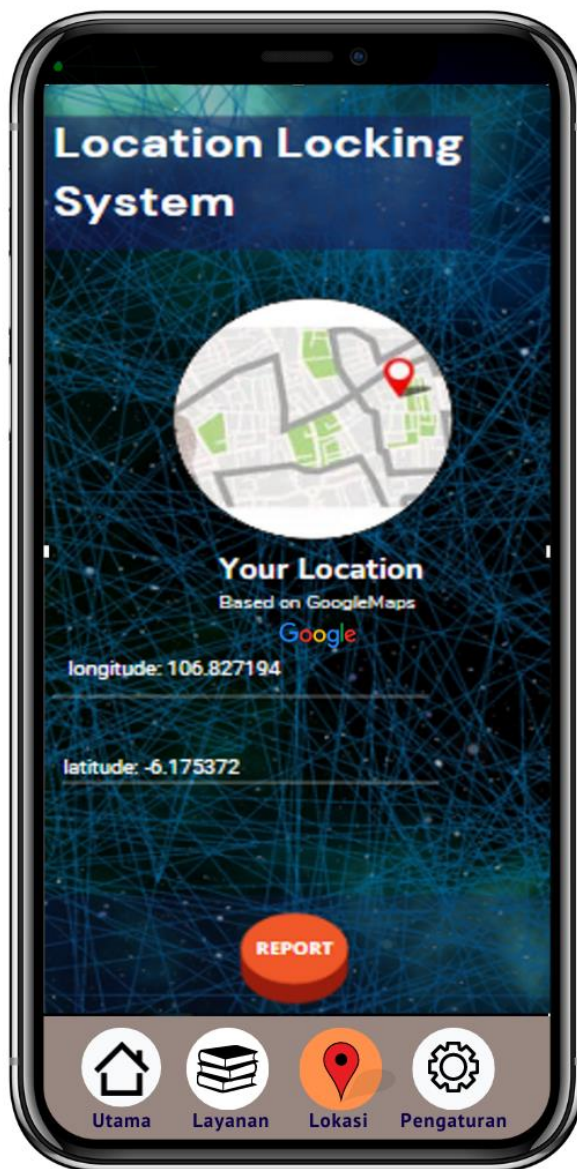 Location Locking
System
Your Location
Based on GoogleMaps
Google
longitude: 106.827194
latitude: -6.175372
REPORT
Utama Layanan Lokasi Pengaturan